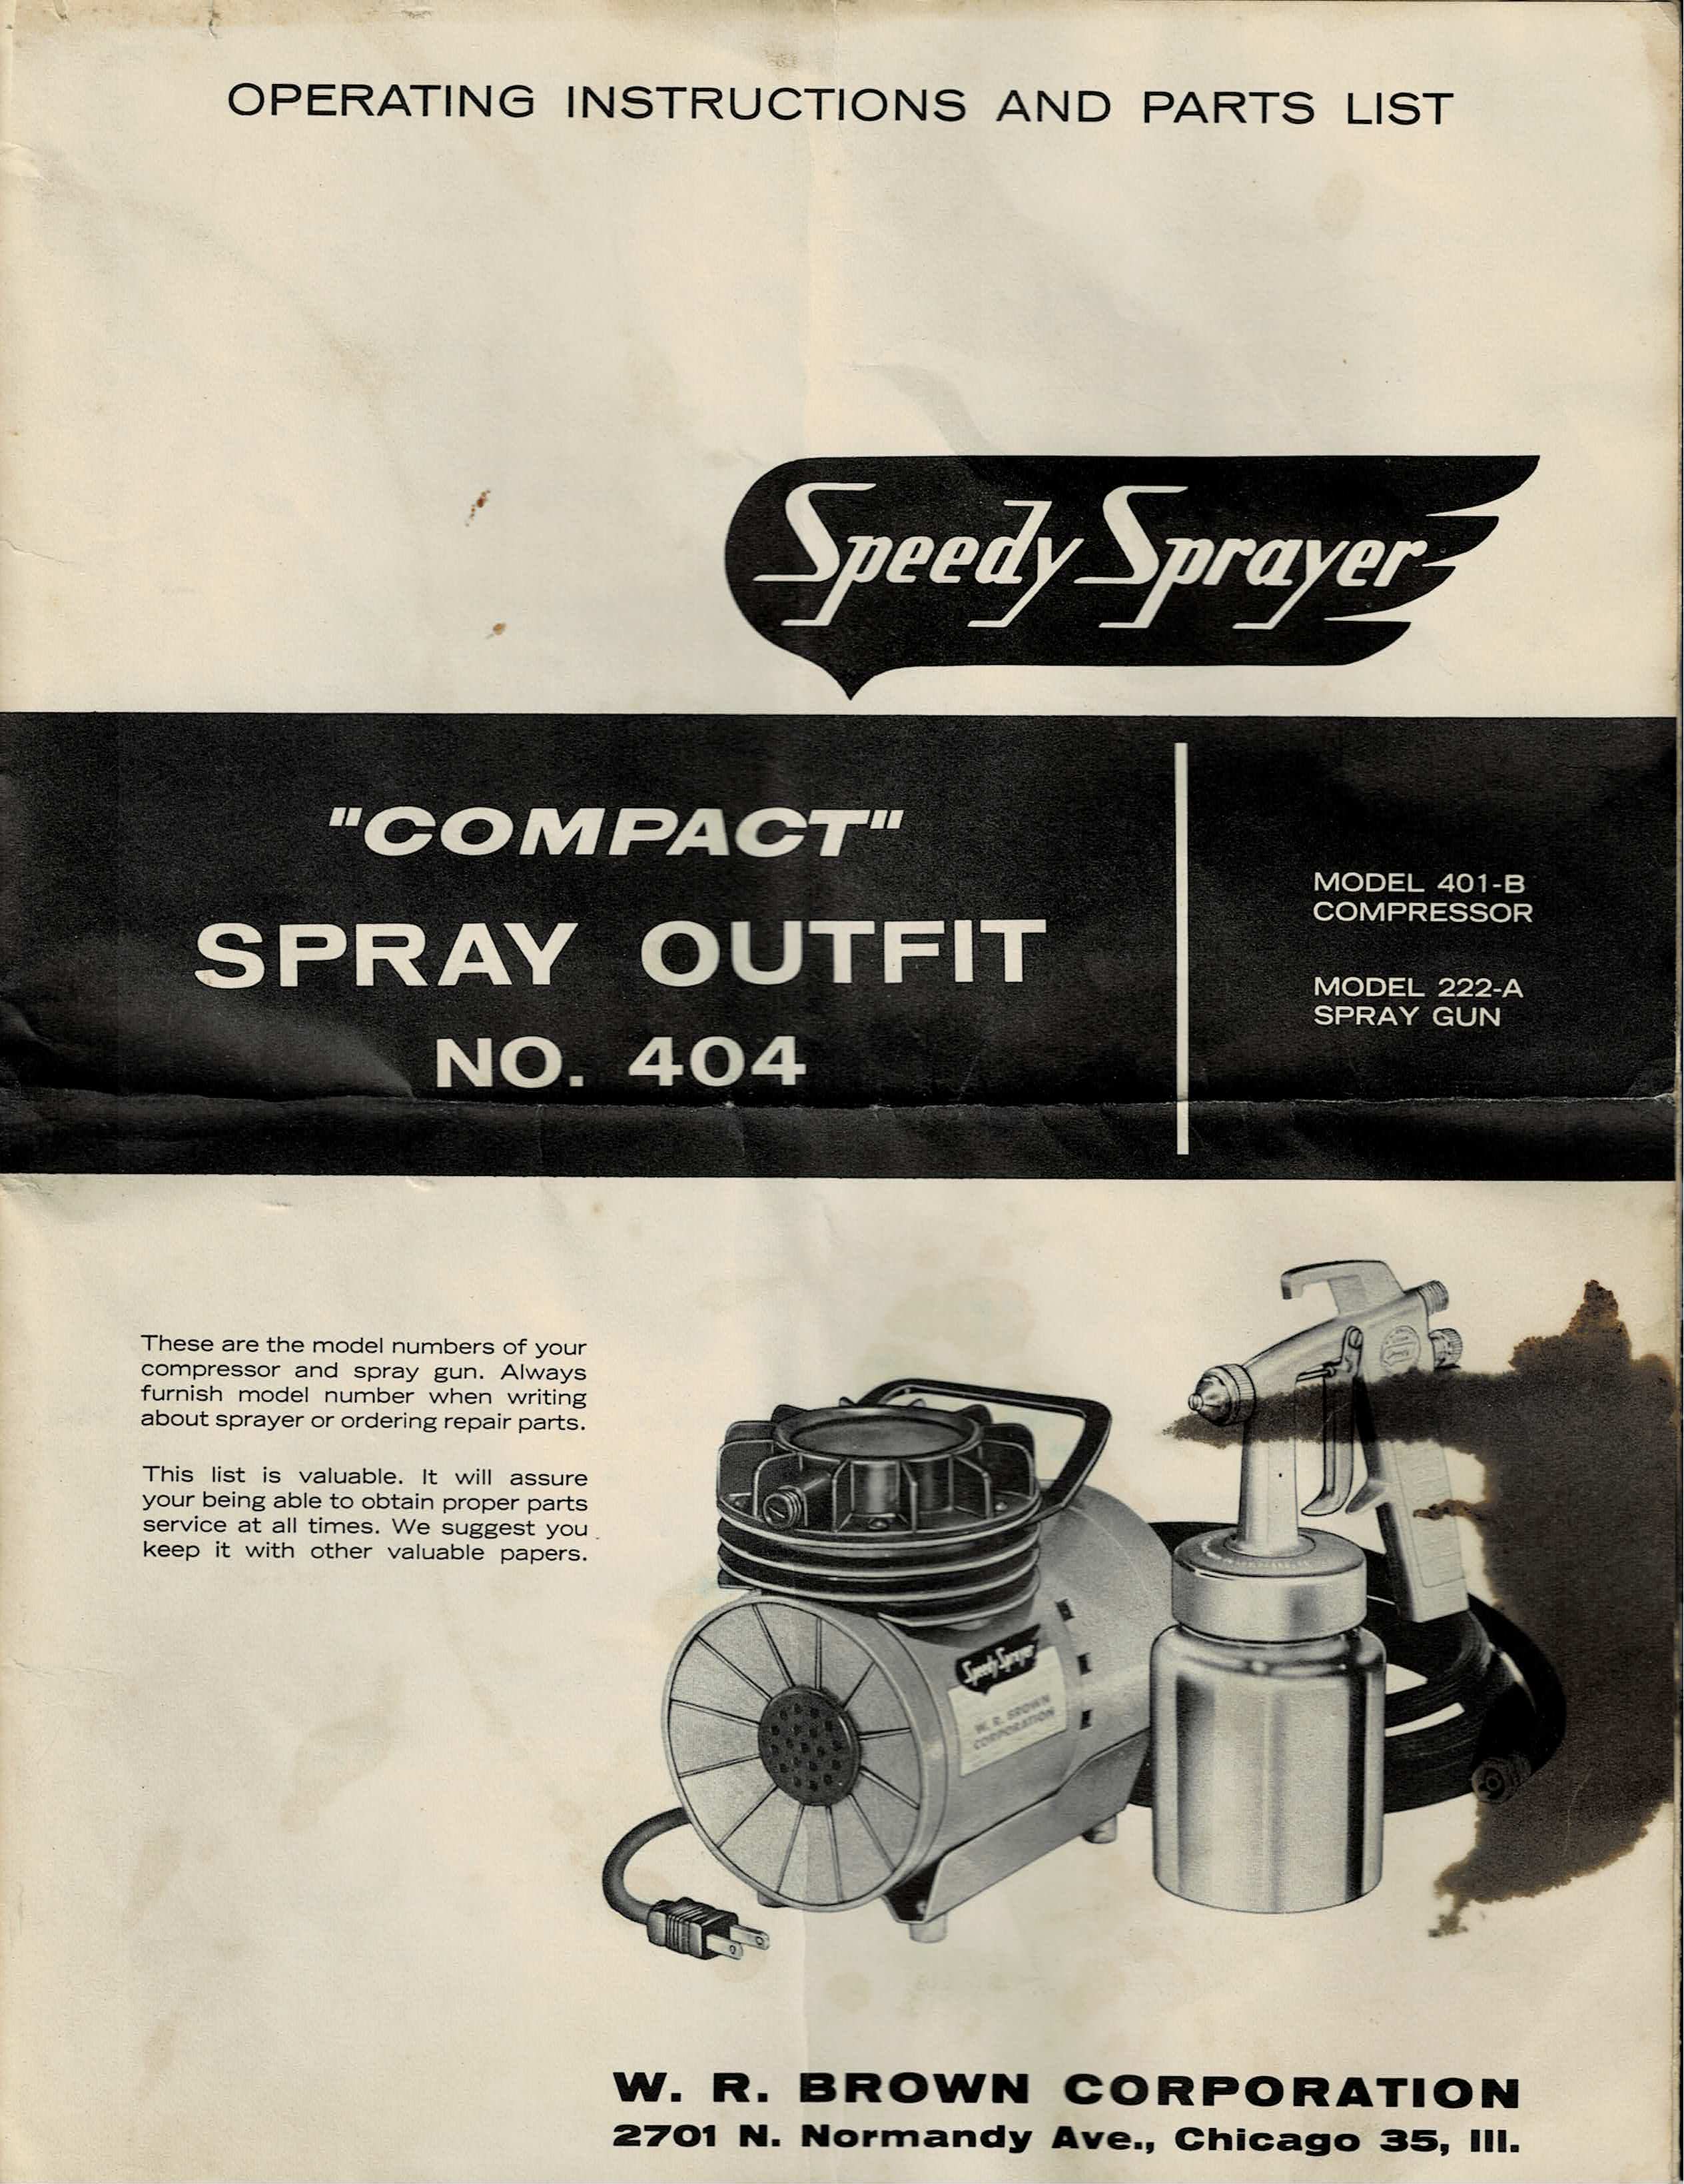 OPERATING INSTRUCTIONS AND PARTS LIST
Speedy Sprayer
"COMPACT"
SPRAY OUTFIT
NO. 404
MODEL 401-B
COMPRESSOR
MODEL 222-A
SPRAY GUN
These are the model numbers of your
compressor and spray gun. Always
furnish model number when writing
about sprayer or ordering repair parts.
This list is valuable. It will assure
your being able to obtain proper parts
service at all times. We suggest you
keep it with other valuable papers.
Speedy Sprayer
W. R. BROWN
CORPORATION
W. R. BROWN CORPORATION
2701 N. Normandy Ave., Chicago 35, Ill.